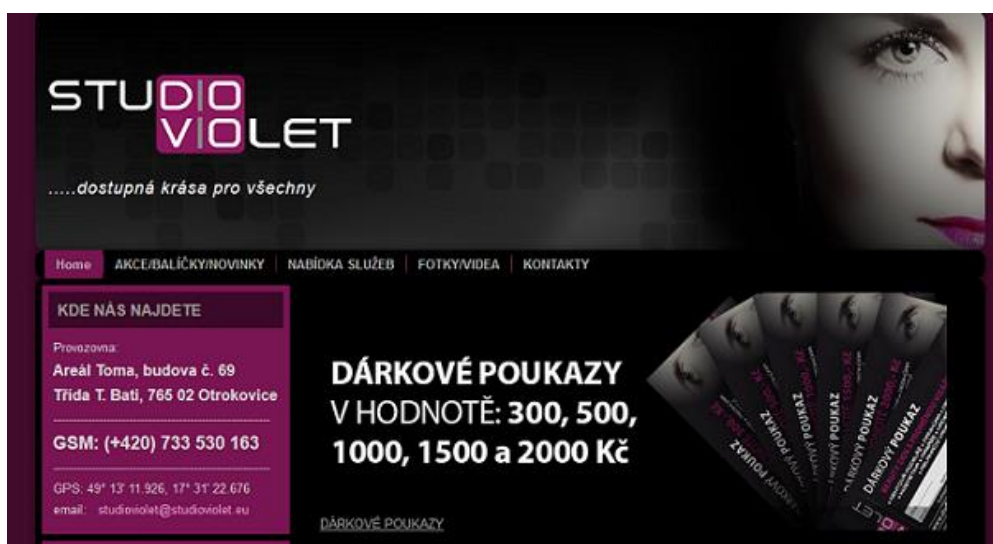 STUDIO
VIOLET
.....dostupná krása pro všechny
Home AKCE/BALÍČKY/NOVINKY NABÍDKA SLUŽEB FOTKY/VIDEA KONTAKTY
KDE NÁS NAJDETE
Provozovna:
Areál Toma, budova č. 69
Třída T. Bati, 765 02 Otrokovice
GSM: (+420) 733 530 163
GPS: 49° 13' 11.926, 17° 31' 22.676
email: studioviolet@studioviolet.eu
DÁRKOVÉ POUKAZY
V HODNOTĚ: 300, 500,
1000, 1500 a 2000 Kč
DÁRKOVÝ POUKAZ
DÁRKOVÉ POUKAZY